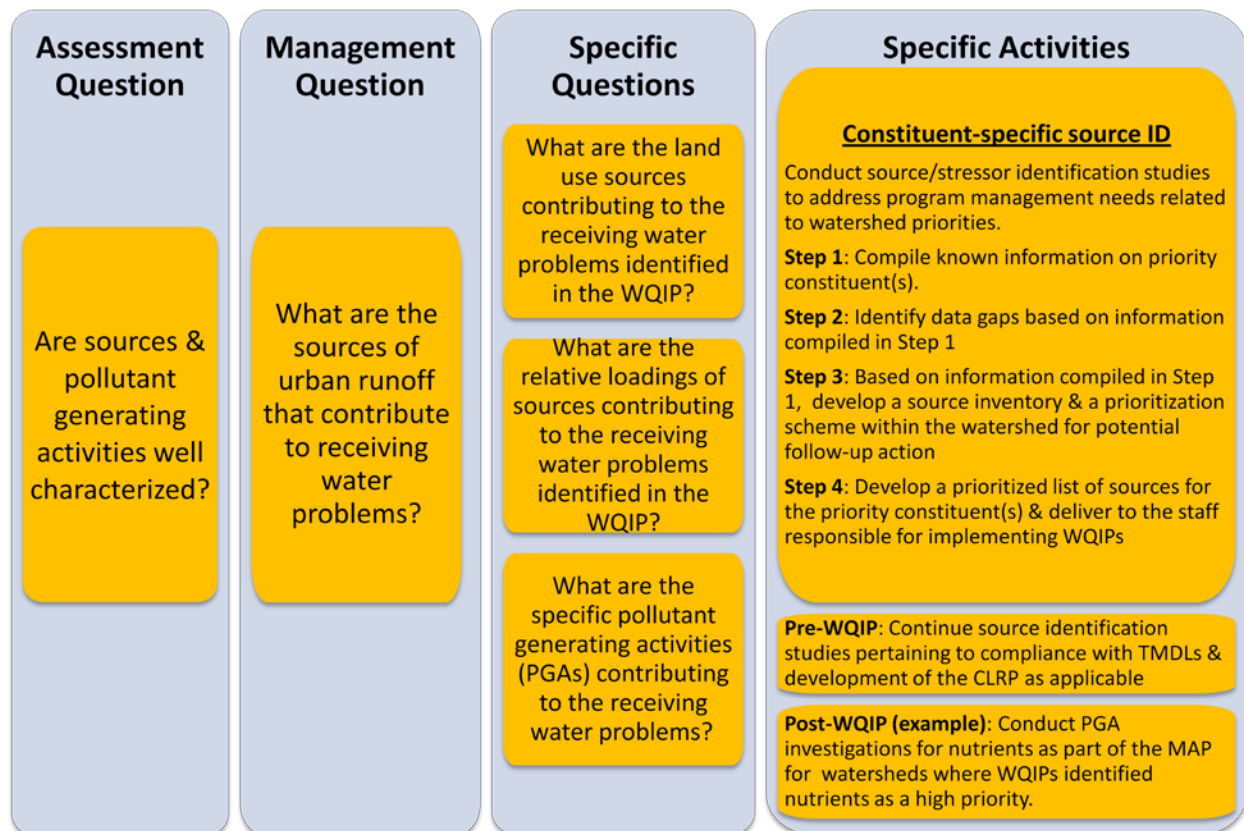 Assessment
Question
Are sources &
pollutant
generating
activities well
characterized?
Management
Question
What are the
sources of
urban runoff
that contribute
to receiving
water
problems?
Specific
Questions
What are the land
use sources
contributing to the
receiving water
problems identified
in the WQIP?
What are the
relative loadings of
sources contributing
to the receiving
water problems
identified in the
WQIP?
What are the
specific pollutant
generating activities
(PGAs) contributing
to the receiving
water problems?
Specific Activities
Constituent-specific source ID
Conduct source/stressor identification studies
to address program management needs related
to watershed priorities.
Step 1: Compile known information on priority
constituent(s).
Step 2: Identify data gaps based on information
compiled in Step 1
Step 3: Based on information compiled in Step
1, develop a source inventory & a prioritization
scheme within the watershed for potential
follow-up action
Step 4: Develop a prioritized list of sources for
the priority constituent(s) & deliver to the staff
responsible for implementing WQIPs
Pre-WQIP: Continue source identification
studies pertaining to compliance with TMDLs &
development of the CLRP as applicable
Post-WQIP (example): Conduct PGA
investigations for nutrients as part of the MAP
for watersheds where WQIPs identified
nutrients as a high priority.